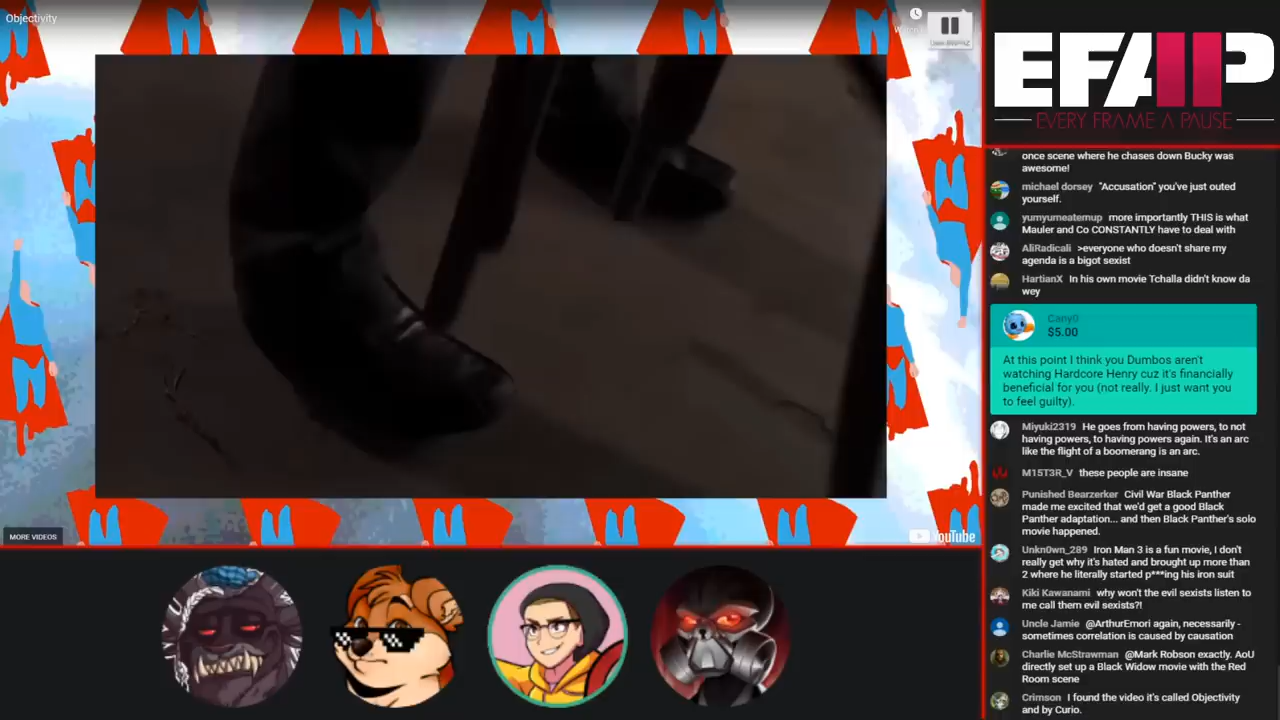 Objectivity
EFAP
EVERY FRAME A PAUSE
once scene where he chases down Bucky was
awesome!
michael dorsey "Accusation" you've just outed
yourself.
yumyumeatemup more importantly THIS is what
Mauler and Co CONSTANTLY have to deal with
AliRadicali >everyone who doesn't share my
agenda is a bigot sexist
HartianX In his own movie Tchalla didn't know da
wey
Cany0
$5.00
At this point I think you Dumbos aren't
watching Hardcore Henry cuz it's financially
beneficial for you (not really. I just want you
to feel guilty).
Miyuki2319 He goes from having powers, to not
having powers, to having powers again. It's an arc
like the flight of a boomerang is an arc.
M15T3R_V these people are insane
Punished Bearzerker Civil War Black Panther
made me excited that we'd get a good Black
Panther adaptation... and then Black Panther's solo
movie happened.
Unkn0wn_289 Iron Man 3 is a fun movie, I don't
really get why it's hated and brought up more than
2 where he literally started p***ing his iron suit
Kiki Kawanami why won't the evil sexists listen to
me call them evil sexists?!
Uncle Jamie @ArthurEmori again, necessarily -
sometimes correlation is caused by causation
Charlie McStrawman @Mark Robson exactly. AoU
directly set up a Black Widow movie with the Red
Room scene
Crimson I found the video it's called Objectivity
and by Curio.
MORE VIDEOS
YouTube